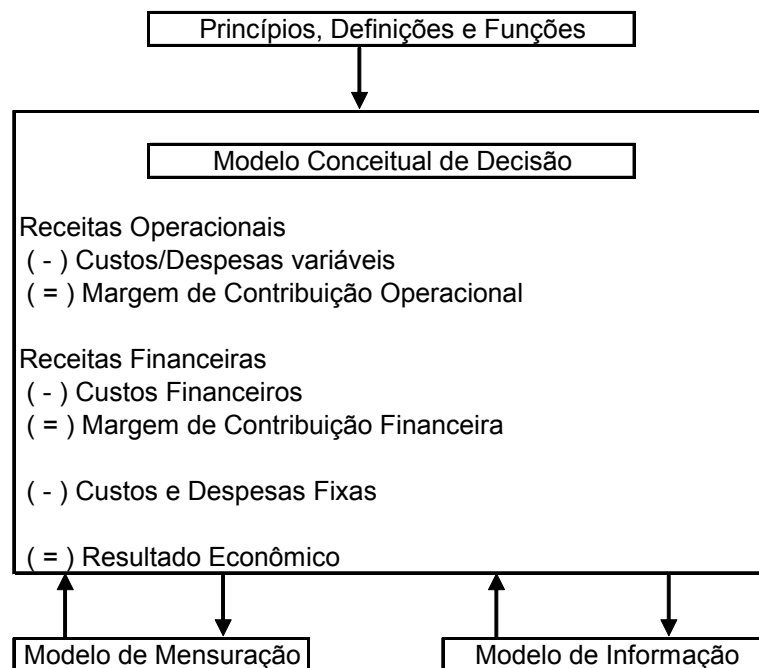 Princípios, Definições e Funções
Modelo Conceitual de Decisão
Receitas Operacionais
( - ) Custos/Despesas variáveis
( = ) Margem de Contribuição Operacional
Receitas Financeiras
( - ) Custos Financeiros
( = ) Margem de Contribuição Financeira
( - ) Custos e Despesas Fixas
( = ) Resultado Econômico
Modelo de Mensuração
Modelo de Informação